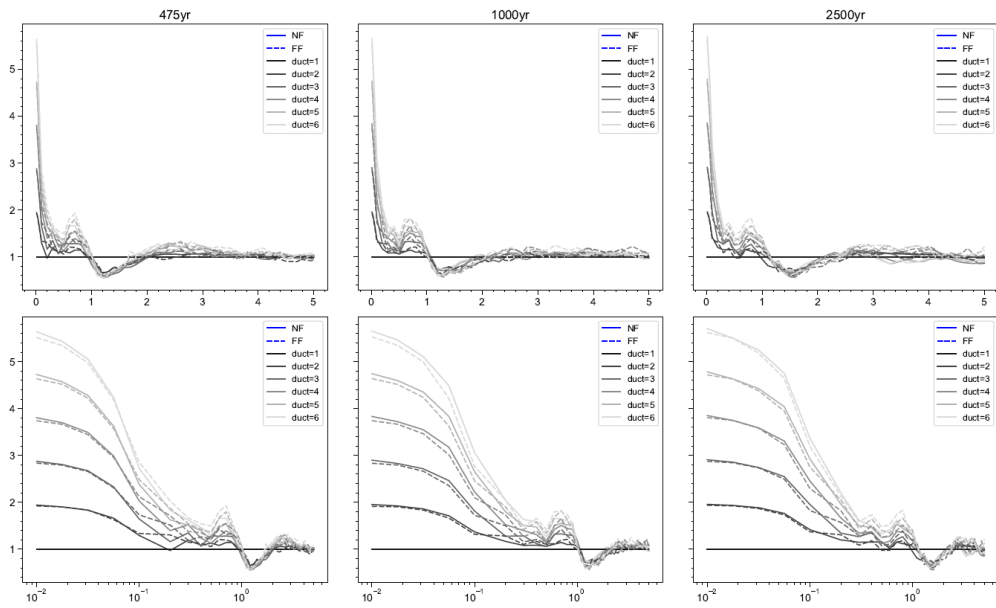 475yr
1000yr
2500yr
NF
FF
duct=1
duct=2
duct=3
duct=4
duct=5
duct=6
5
4
3
2
1
0 1 2 3 4 5
NF
FF
duct=1
duct=2
duct=3
duct=4
duct=5
duct=6
0 1 2 3 4 5
NF
FF
duct=1
duct=2
duct=3
duct=4
duct=5
duct=6
0 1 2 3 4 5
NF
FF
duct=1
duct=2
duct=3
duct=4
duct=5
duct=6
5
4
3
2
1
10⁻² 10⁻¹ 10⁰
NF
FF
duct=1
duct=2
duct=3
duct=4
duct=5
duct=6
10⁻² 10⁻¹ 10⁰
NF
FF
duct=1
duct=2
duct=3
duct=4
duct=5
duct=6
10⁻² 10⁻¹ 10⁰